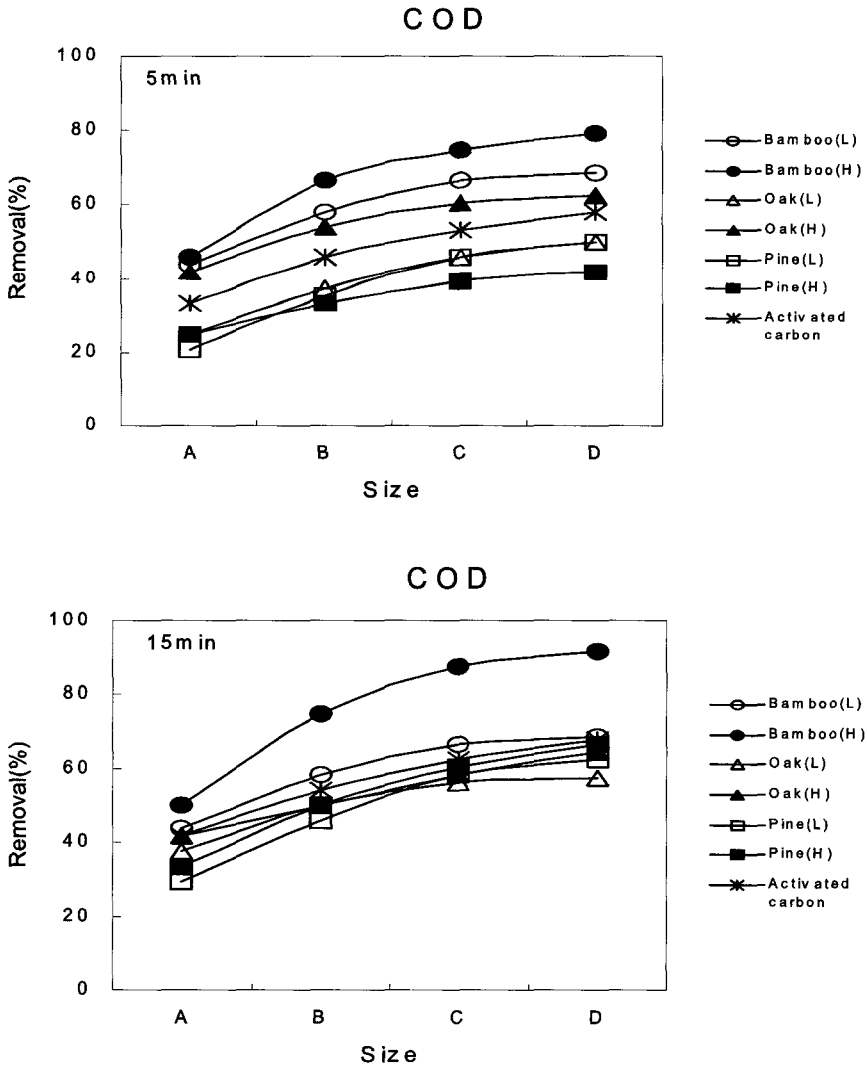 COD
100
5min
80
60
40
20
0
Removal(%)
A B C D
Size
Bamboo(L)
Bamboo(H)
Oak(L)
Oak(H)
Pine(L)
Pine(H)
Activated
carbon
COD
100
15min
80
60
40
20
0
Removal(%)
A B C D
Size
Bamboo(L)
Bamboo(H)
Oak(L)
Oak(H)
Pine(L)
Pine(H)
Activated
carbon